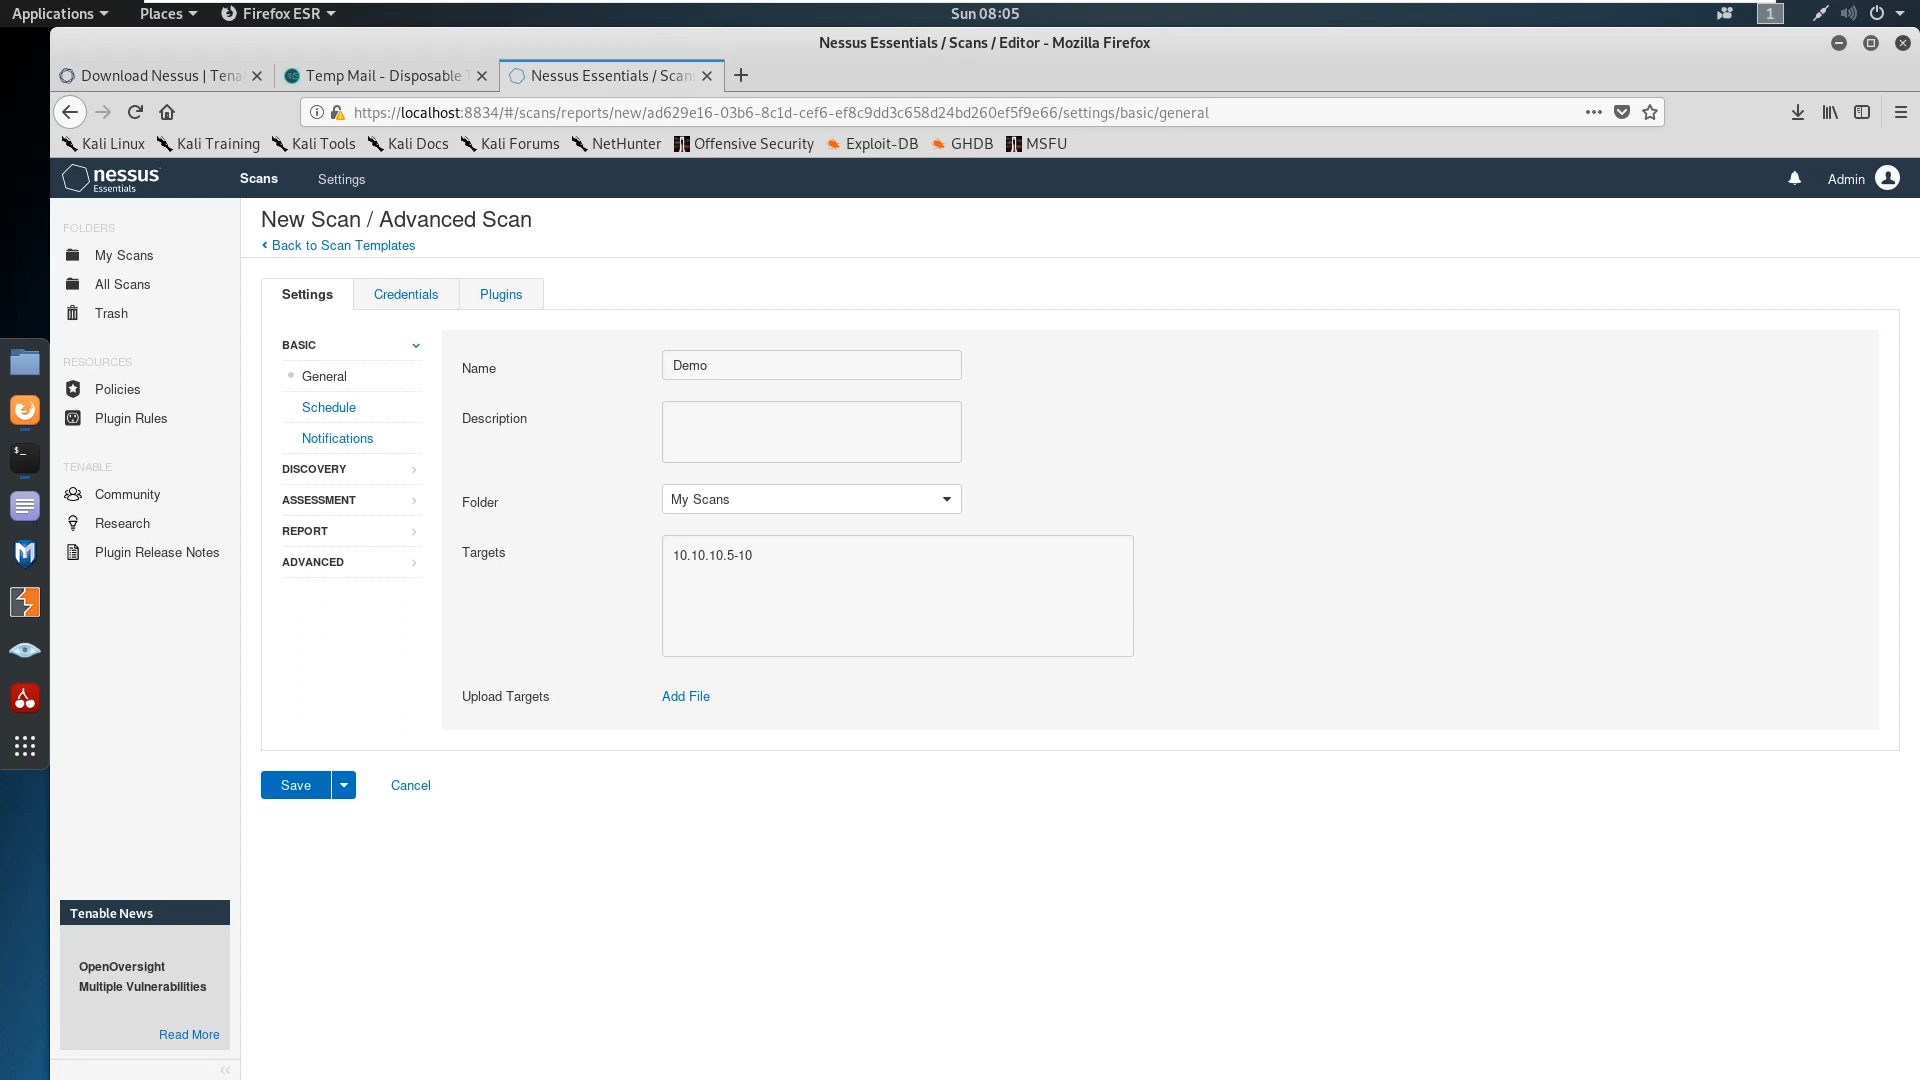 Applications Places Firefox ESR Sun 08:05 1
Nessus Essentials / Scans / Editor - Mozilla Firefox
Download Nessus | Tena Temp Mail - Disposable T Nessus Essentials / Scan
https://localhost:8834/#/scans/reports/new/ad629e16-03b6-8c1d-cef6-ef8c9dd3c658d24bd260ef5f9e66/settings/basic/general
Kali Linux Kali Training Kali Tools Kali Docs Kali Forums NetHunter Offensive Security Exploit-DB GHDB MSFU
nessus Essentials Scans Settings Admin
FOLDERS
My Scans
All Scans
Trash
RESOURCES
Policies
Plugin Rules
TENABLE
Community
Research
Plugin Release Notes
Tenable News
OpenOversight
Multiple Vulnerabilities
Read More
New Scan / Advanced Scan
Back to Scan Templates
Settings Credentials Plugins
BASIC
General
Schedule
Notifications
DISCOVERY
ASSESSMENT
REPORT
ADVANCED
Name Demo
Description
Folder My Scans
Targets 10.10.10.5-10
Upload Targets Add File
Save Cancel